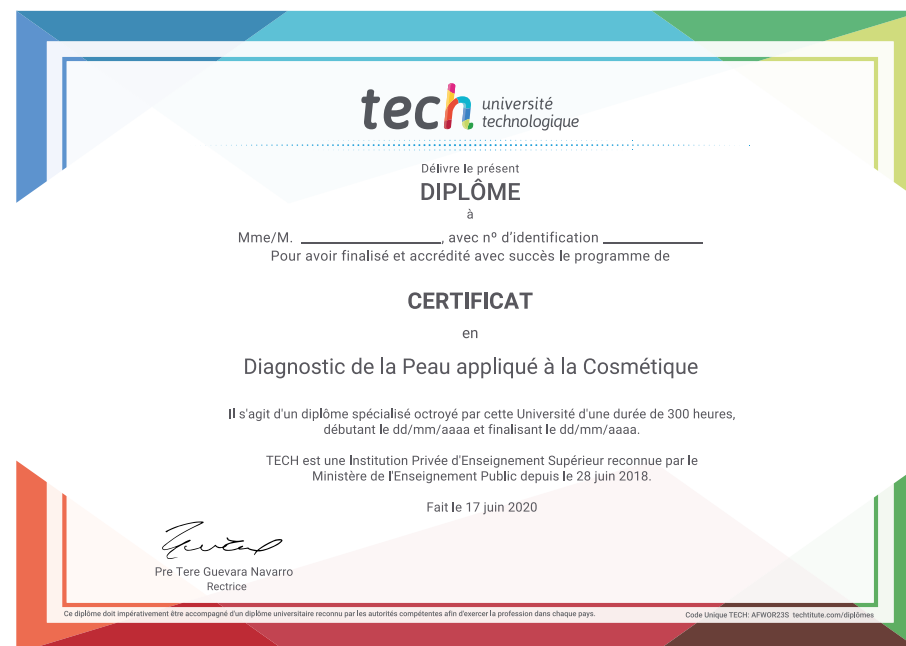 tech université
technologique
Délivre le présent
DIPLÔME
à
Mme/M. ____________________, avec nº d'identification ______________
Pour avoir finalisé et accrédité avec succès le programme de
CERTIFICAT
en
Diagnostic de la Peau appliqué à la Cosmétique
Il s'agit d'un diplôme spécialisé octroyé par cette Université d'une durée de 300 heures,
débutant le dd/mm/aaaa et finalisant le dd/mm/aaaa.
TECH est une Institution Privée d'Enseignement Supérieur reconnue par le
Ministère de l'Enseignement Public depuis le 28 juin 2018.
Fait le 17 juin 2020
Pre Tere Guevara Navarro
Rectrice
Ce diplôme doit impérativement être accompagné d'un diplôme universitaire reconnu par les autorités compétentes afin d'exercer la profession dans chaque pays.
Code Unique TECH: AFWOR23S techtitute.com/diplômes